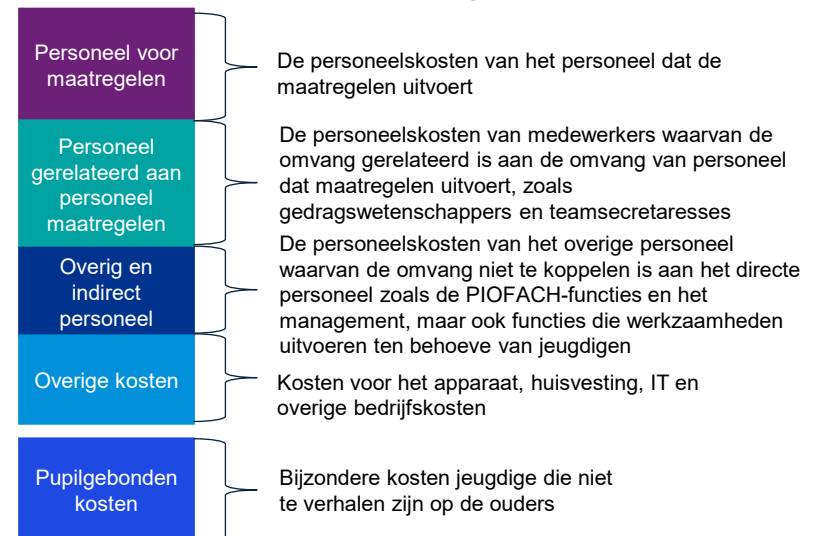 Personeel voor
maatregelen
De personeelskosten van het personeel dat de
maatregelen uitvoert
Personeel
gerelateerd aan
personeel
maatregelen
De personeelskosten van medewerkers waarvan de
omvang gerelateerd is aan de omvang van personeel
dat maatregelen uitvoert, zoals
gedragswetenschappers en teamsecretaresses
Overig en
indirect
personeel
De personeelskosten van het overige personeel
waarvan de omvang niet te koppelen is aan het directe
personeel zoals de PIOFACH-functies en het
management, maar ook functies die werkzaamheden
uitvoeren ten behoeve van jeugdigen
Overige kosten
Kosten voor het apparaat, huisvesting, IT en
overige bedrijfskosten
Pupilgebonden
kosten
Bijzondere kosten jeugdige die niet
te verhalen zijn op de ouders